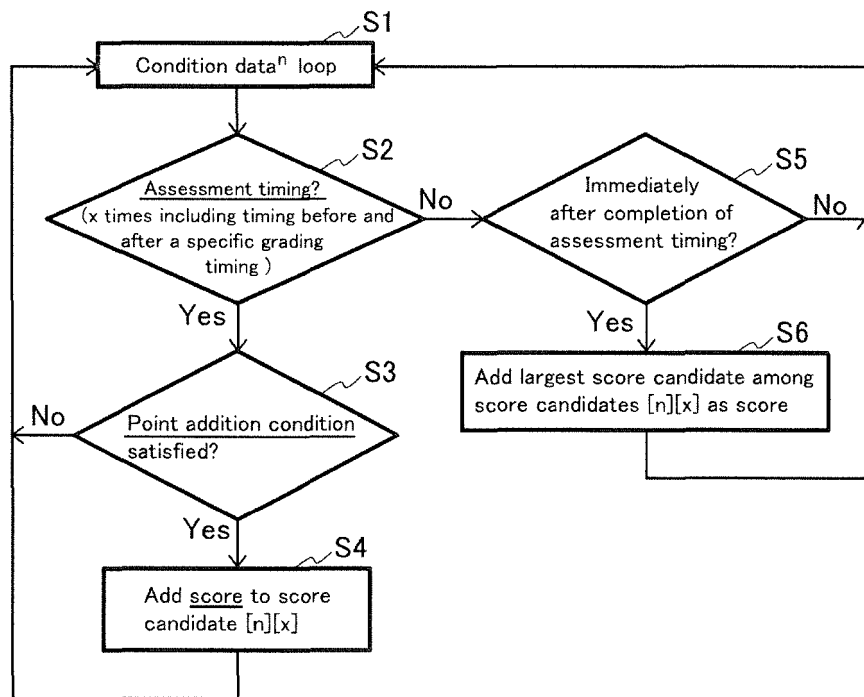 S1
Condition dataⁿ loop
S2
Assessment timing?
(x times including timing before and
after a specific grading
timing )
No
Yes
S5
Immediately
after completion of
assessment timing?
No
Yes
S3
Point addition condition
satisfied?
No
Yes
S6
Add largest score candidate among
score candidates [n][x] as score
S4
Add score to score
candidate [n][x]